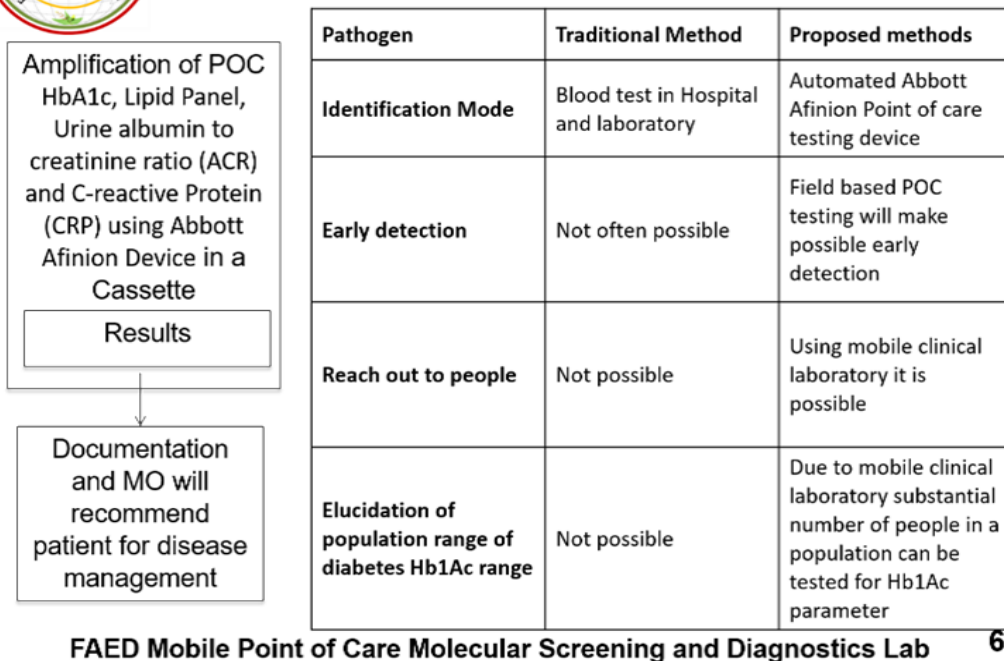 Amplification of POC
HbA1c, Lipid Panel,
Urine albumin to
creatinine ratio (ACR)
and C-reactive Protein
(CRP) using Abbott
Afinion Device in a
Cassette
Results
Documentation
and MO will
recommend
patient for disease
management
Pathogen
Traditional Method
Proposed methods
Identification Mode
Blood test in Hospital
and laboratory
Automated Abbott
Afinion Point of care
testing device
Early detection
Not often possible
Field based POC
testing will make
possible early
detection
Reach out to people
Not possible
Using mobile clinical
laboratory it is
possible
Elucidation of
population range of
diabetes Hb1Ac range
Not possible
Due to mobile clinical
laboratory substantial
number of people in a
population can be
tested for Hb1Ac
parameter
FAED Mobile Point of Care Molecular Screening and Diagnostics Lab
6